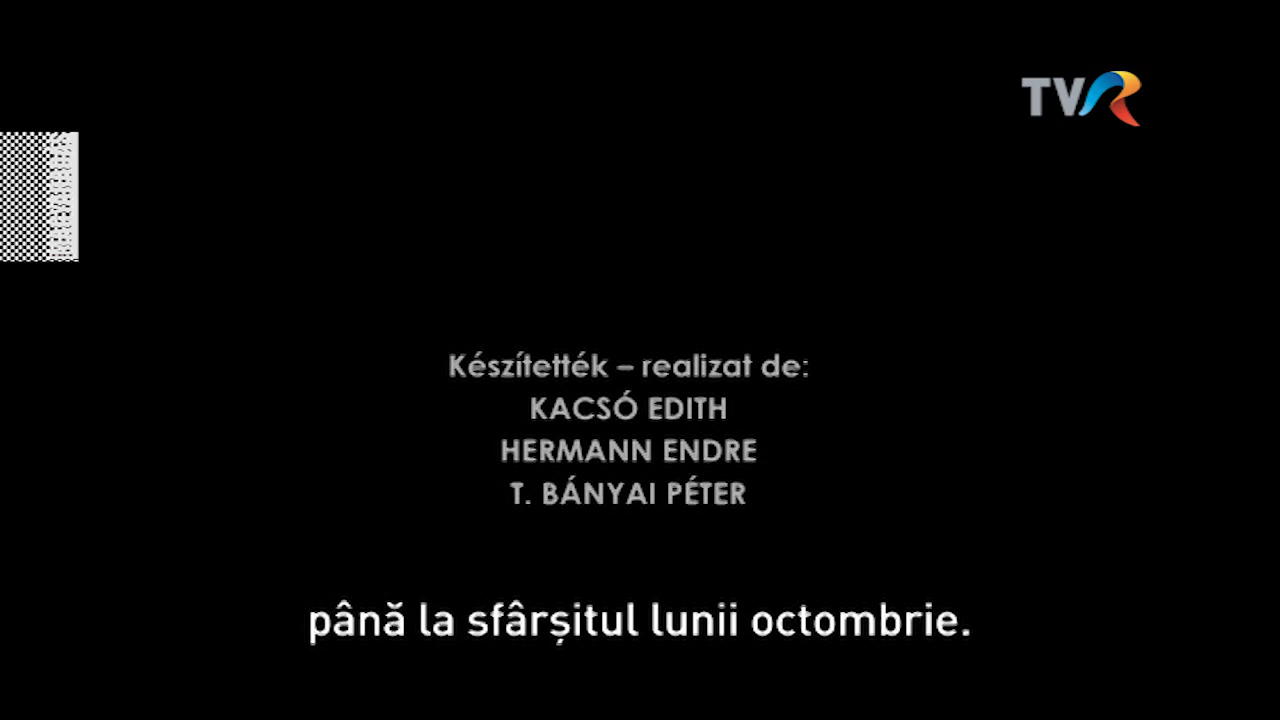 TVR
Készítették – realizat de:
KACSÓ EDITH
HERMANN ENDRE
T. BÁNYAI PÉTER
până la sfârșitul lunii octombrie.